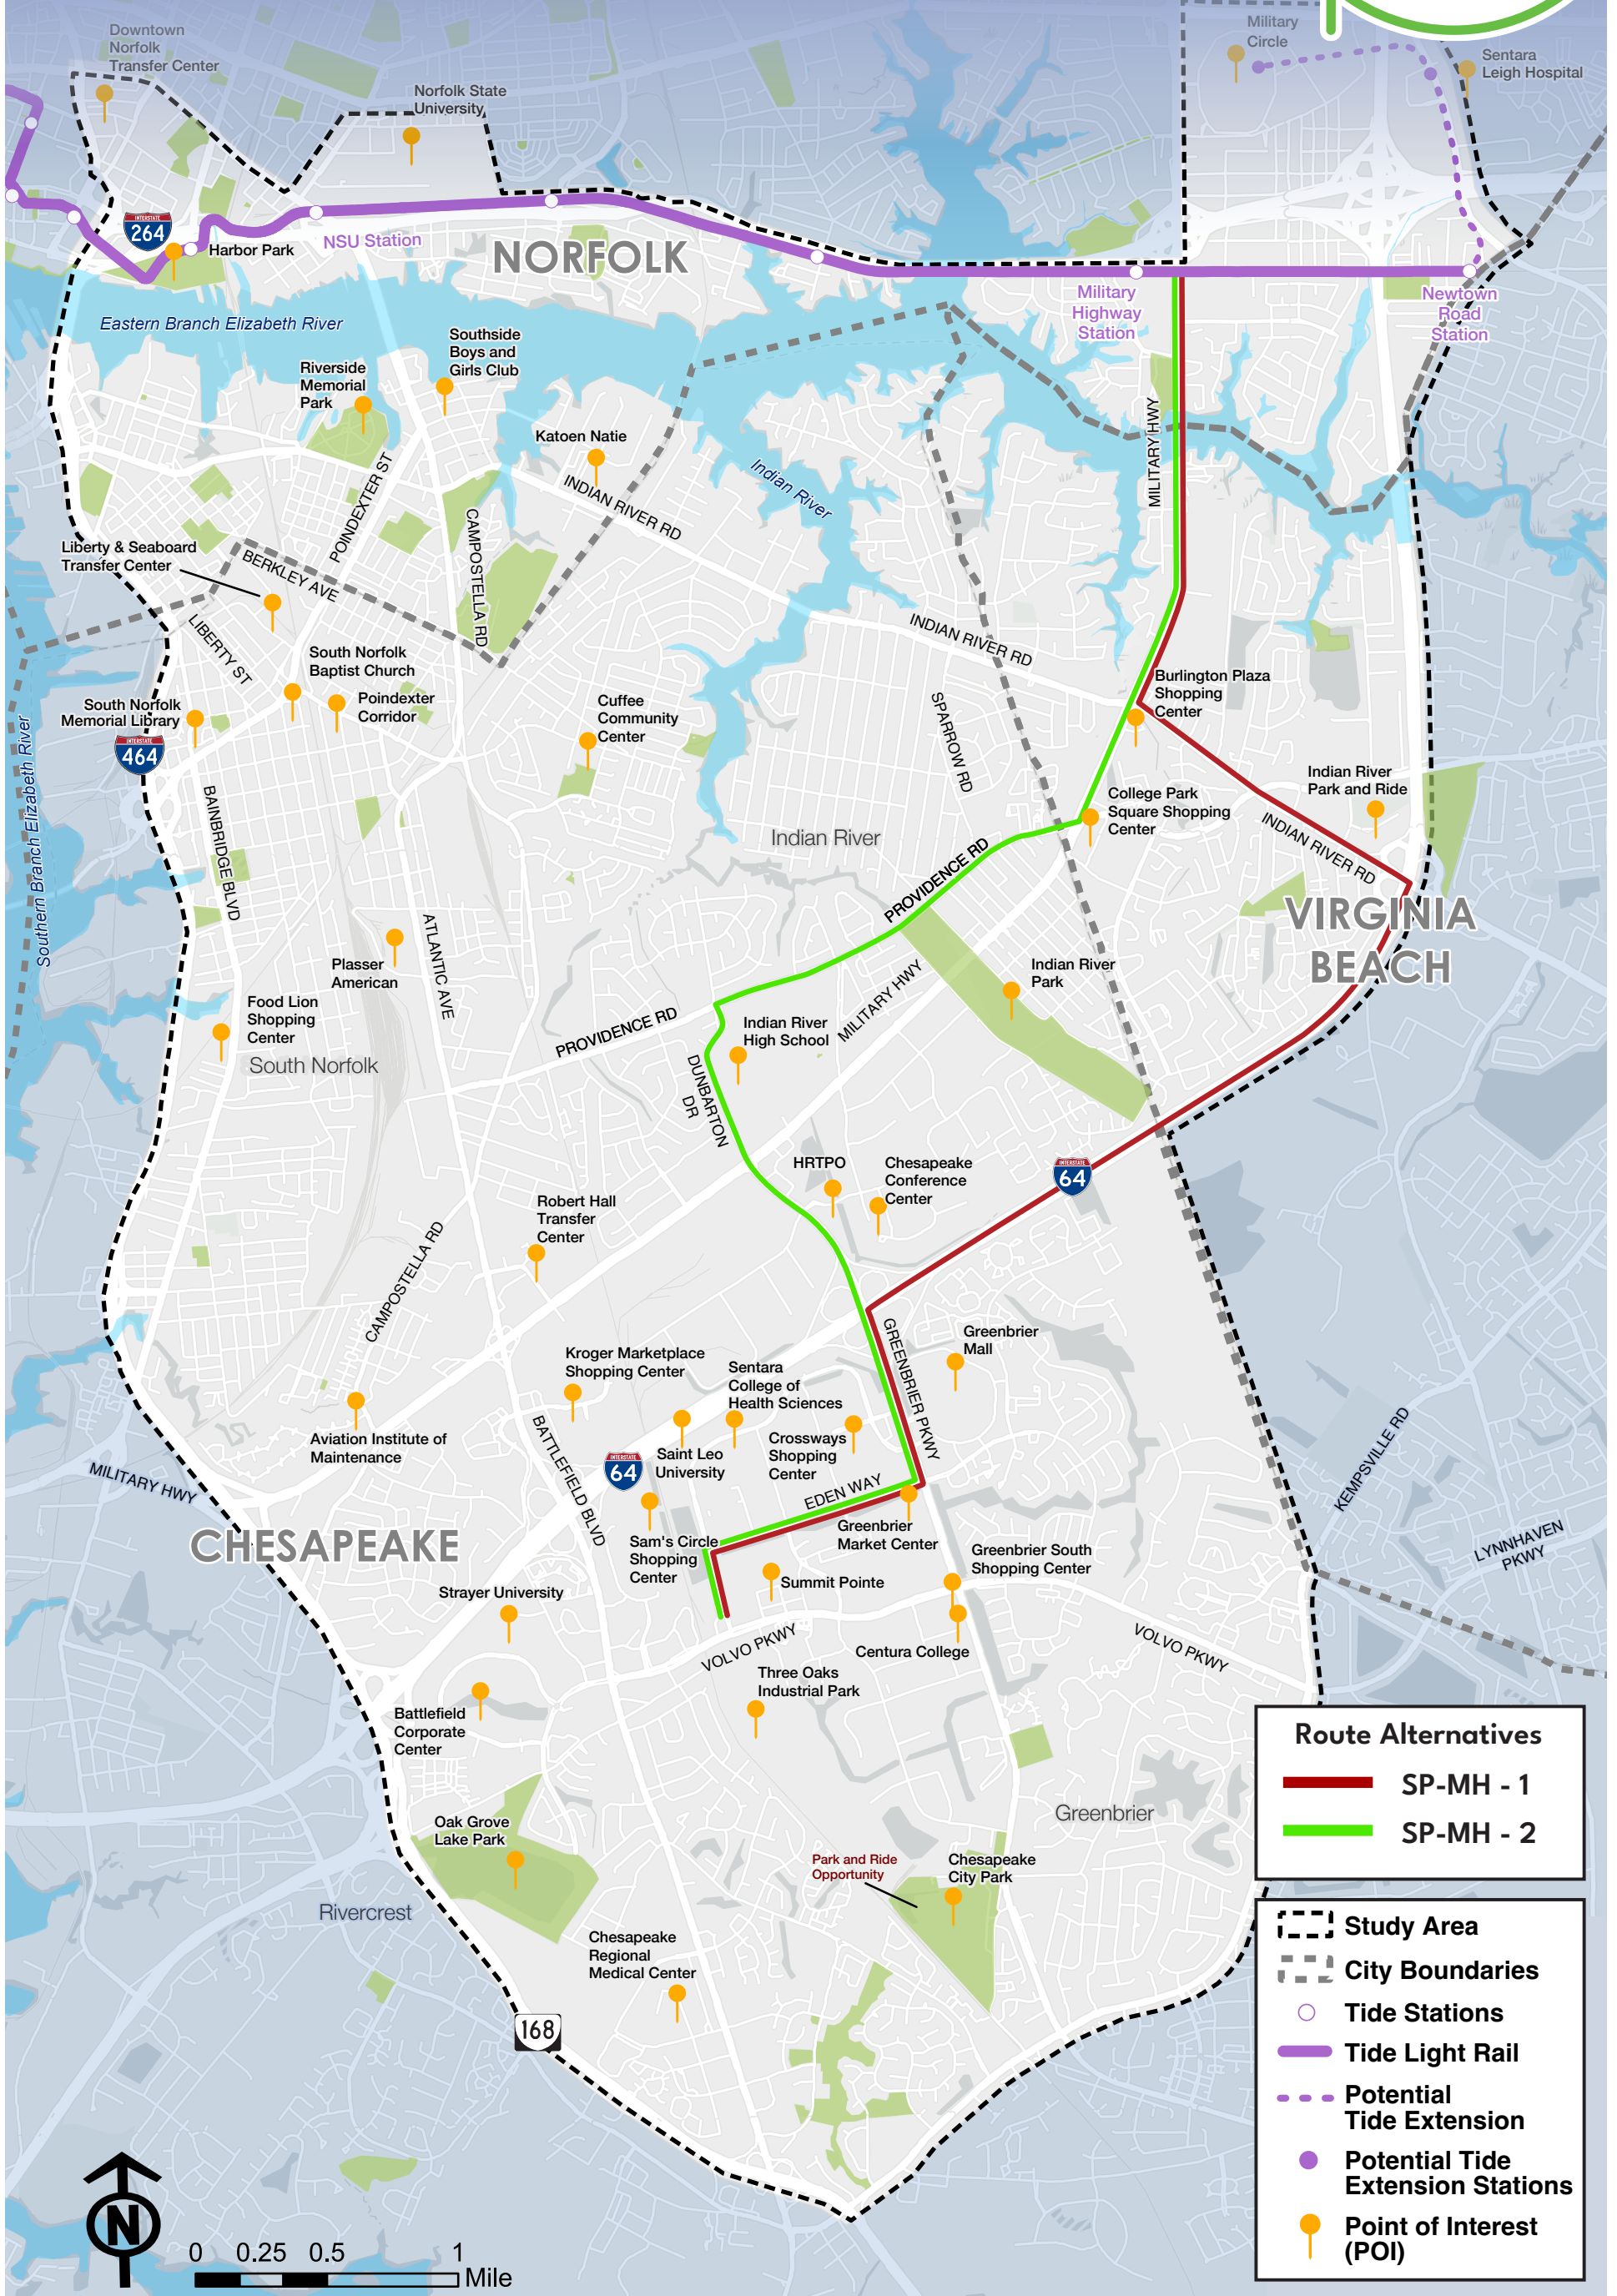 Downtown
Norfolk
Transfer Center
Norfolk State
University
Military
Circle
Sentara
Leigh Hospital
INTERSTATE
264
Harbor Park
NSU Station
NORFOLK
Military
Highway
Station
Newtown
Road
Station
Eastern Branch Elizabeth River
Southside
Boys and
Girls Club
Riverside
Memorial
Park
Katoen Natie
INDIAN RIVER RD
Indian River
MILITARY HWY
POINDEXTER ST
CAMPOSTELLA RD
Liberty & Seaboard
Transfer Center
BERKLEY AVE
LIBERTY ST
INDIAN RIVER RD
South Norfolk
Baptist Church
Poindexter
Corridor
South Norfolk
Memorial Library
INTERSTATE
464
Cuffee
Community
Center
SPARROW RD
Burlington Plaza
Shopping
Center
Indian River
Park and Ride
College Park
Square Shopping
Center
INDIAN RIVER RD
Southern Branch Elizabeth River
BAINBRIDGE BLVD
Indian River
PROVIDENCE RD
VIRGINIA
BEACH
ATLANTIC AVE
Plasser
American
Indian River
Park
MILITARY HWY
Food Lion
Shopping
Center
South Norfolk
PROVIDENCE RD
Indian River
High School
DUNBARTON
DR
HRTPO
Chesapeake
Conference
Center
INTERSTATE
64
Robert Hall
Transfer
Center
CAMPOSTELLA RD
GREENBRIER PKWY
Greenbrier
Mall
Kroger Marketplace
Shopping Center
Sentara
College of
Health Sciences
Aviation Institute of
Maintenance
BATTLEFIELD BLVD
Saint Leo
University
Crossways
Shopping
Center
INTERSTATE
64
MILITARY HWY
EDEN WAY
KEMPSVILLE RD
CHESAPEAKE
Sam's Circle
Shopping
Center
Greenbrier
Market Center
Greenbrier South
Shopping Center
LYNNHAVEN
PKWY
Summit Pointe
Strayer University
VOLVO PKWY
Centura College
VOLVO PKWY
Three Oaks
Industrial Park
Battlefield
Corporate
Center
Route Alternatives
SP-MH - 1
SP-MH - 2
Greenbrier
Oak Grove
Lake Park
Park and Ride
Opportunity
Chesapeake
City Park
Rivercrest
Chesapeake
Regional
Medical Center
168
Study Area
City Boundaries
Tide Stations
Tide Light Rail
Potential
Tide Extension
Potential Tide
Extension Stations
Point of Interest
(POI)
N
0 0.25 0.5 1
Mile